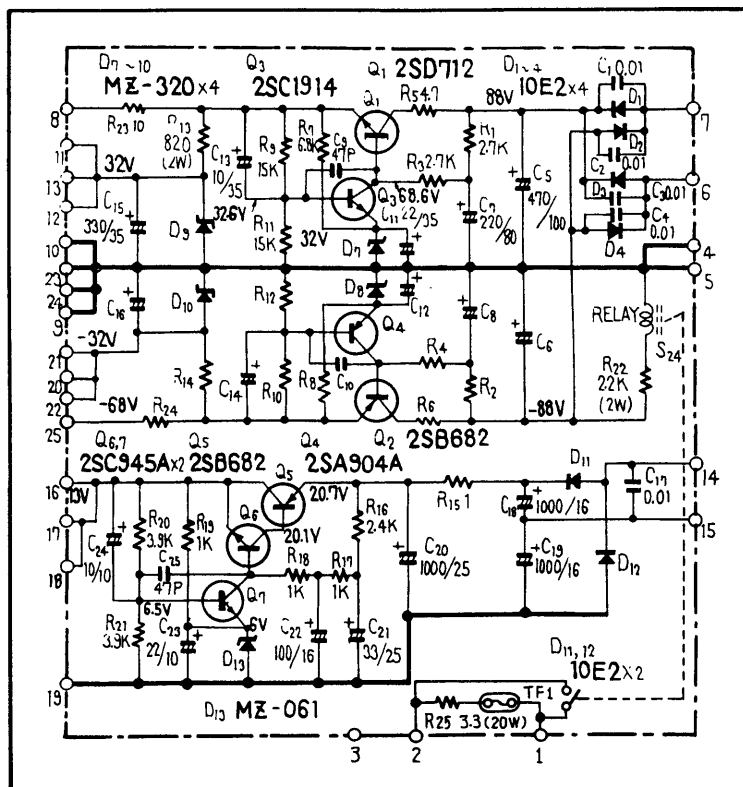 D7~10 Q3 Q1 2SD712 D1~4 C1 0.01
MZ-320×4 2SC1914 10E2×4
8 R23 10 R13 820 (2W) C13 10/35 R9 15K R7 6.8K C9 47P Q1 R5 4.7 88V R1 2.7K D1 7
11 D2
13 32V R3 2.7K C5 470/100 C2 0.01
12 C15 330/35 32.6V Q3 68.6V C7 220/80 D3 C3 0.01 6
D9 R11 15K 32V C11 22/35 D7 C4 0.01 D4
10 4
23 5
24 D10 R12 D8 C12 C8 RELAY
9 C16 Q4 S24
-32V
21 R14 C14 R10 C10 R8 R4 C6 R22 2.2K (2W)
20 R2
22 -68V
25 R24 Q2 R6 -88V
Q6,7 Q5 Q4 2SB682
2SC945A×2 2SB682 2SA904A
16 13V Q5 20.7V R15 1 D11 14
17 R20 3.9K R19 1K Q6 20.1V R16 2.4K C18 1000/16 C17 0.01 15
18 C24 10/10 C25 47P R18 1K R17 1K C20 1000/25 C19 1000/16 D12
6.5V Q7
R21 3.9K C23 22/10 6V D13 C22 100/16 C21 33/25
19 D11,12
10E2×2
D13 MZ-061 TF1
R25 3.3(20W)
3 2 1